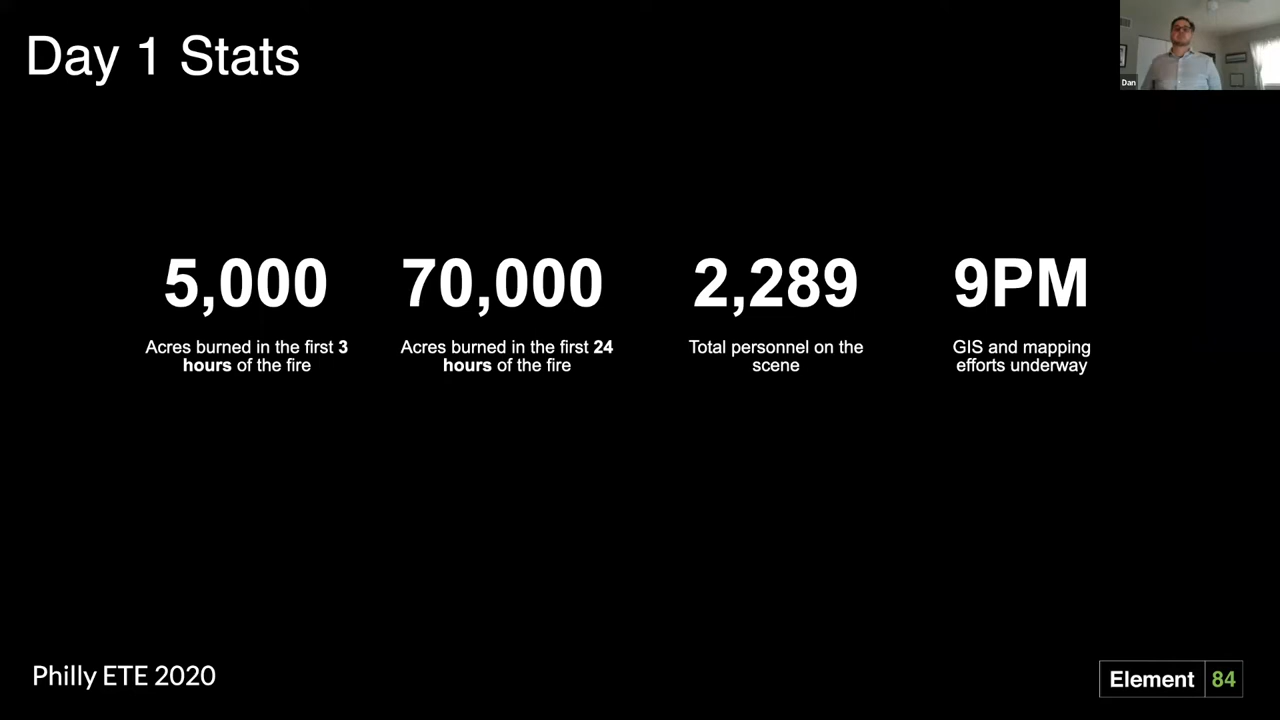 Day 1 Stats
Dan
5,000
Acres burned in the first 3
hours of the fire
70,000
Acres burned in the first 24
hours of the fire
2,289
Total personnel on the
scene
9PM
GIS and mapping
efforts underway
Philly ETE 2020
Element 84